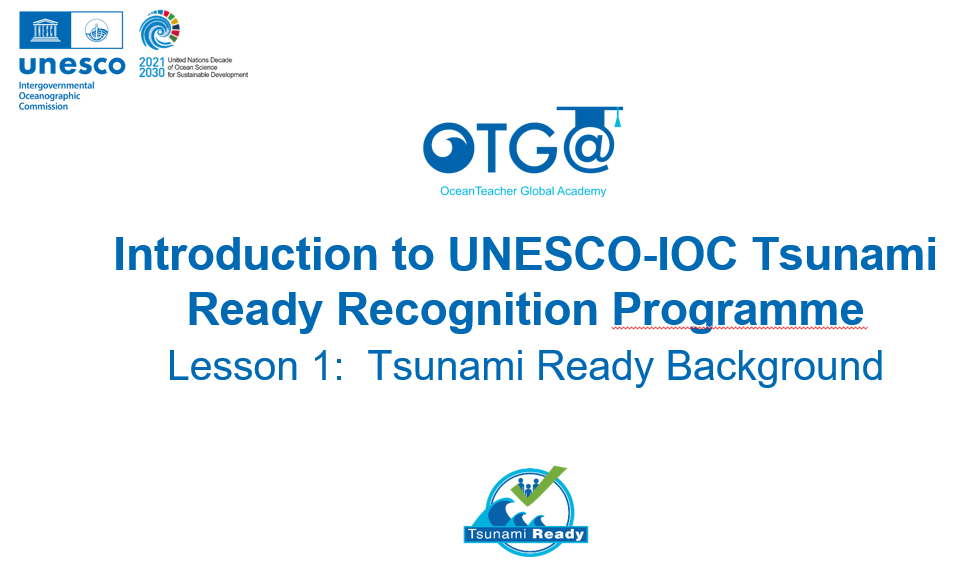 unesco
Intergovernmental
Oceanographic
Commission
2021
2030
United Nations Decade
of Ocean Science
for Sustainable Development
OTG@
OceanTeacher Global Academy
Introduction to UNESCO-IOC Tsunami
Ready Recognition Programme
Lesson 1:  Tsunami Ready Background
Tsunami Ready